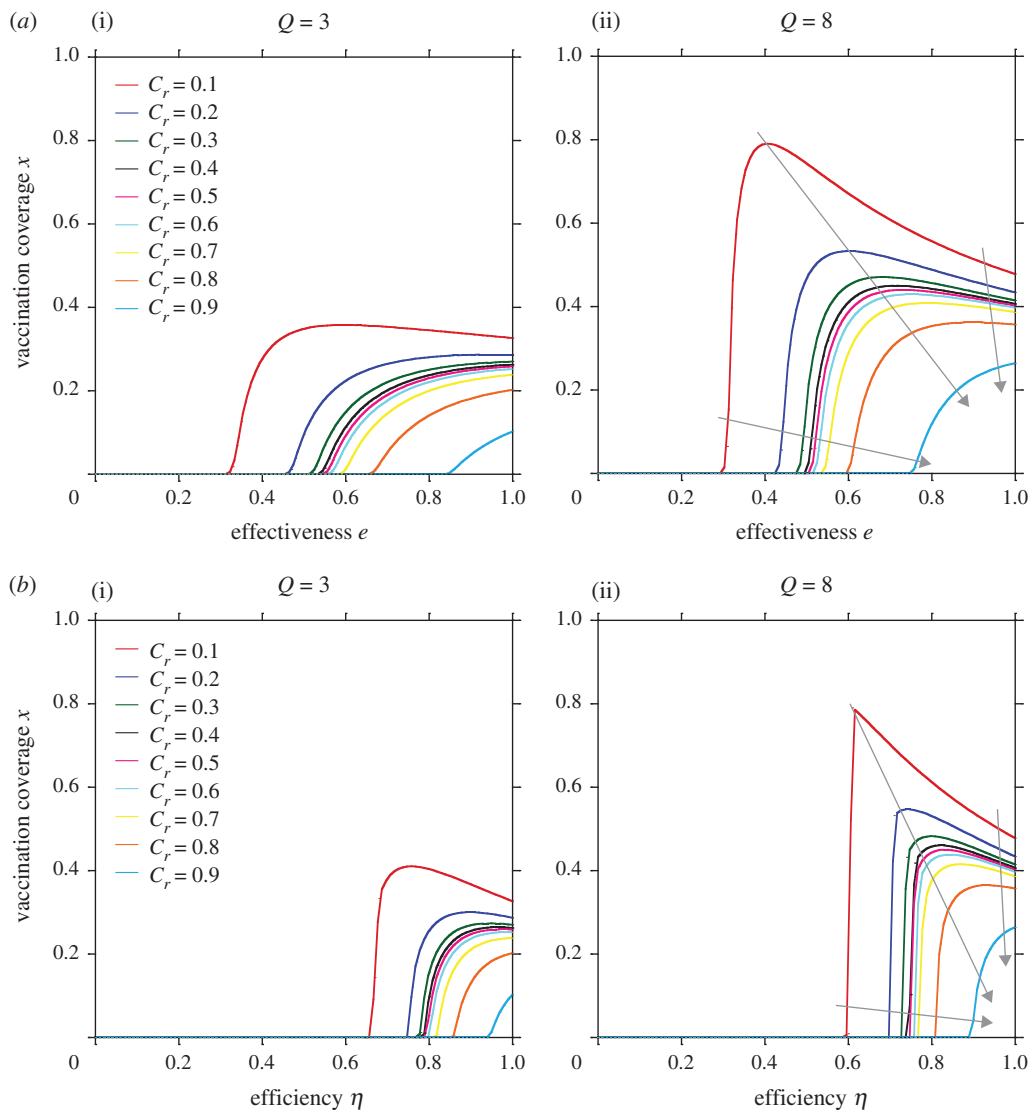 (a) (i) Q = 3
1.0
0.8
0.6
0.4
0.2
0 0.2 0.4 0.6 0.8 1.0
vaccination coverage x
effectiveness e
C_r = 0.1
C_r = 0.2
C_r = 0.3
C_r = 0.4
C_r = 0.5
C_r = 0.6
C_r = 0.7
C_r = 0.8
C_r = 0.9
(ii) Q = 8
1.0
0.8
0.6
0.4
0.2
0 0.2 0.4 0.6 0.8 1.0
effectiveness e
(b) (i) Q = 3
1.0
0.8
0.6
0.4
0.2
0 0.2 0.4 0.6 0.8 1.0
vaccination coverage x
efficiency η
C_r = 0.1
C_r = 0.2
C_r = 0.3
C_r = 0.4
C_r = 0.5
C_r = 0.6
C_r = 0.7
C_r = 0.8
C_r = 0.9
(ii) Q = 8
1.0
0.8
0.6
0.4
0.2
0 0.2 0.4 0.6 0.8 1.0
efficiency η